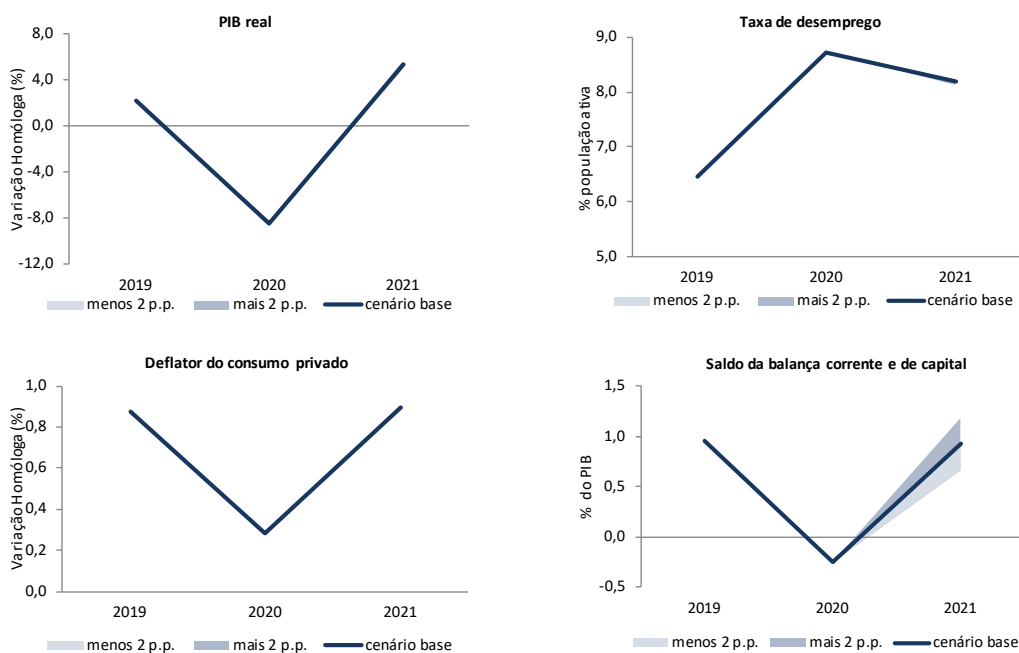 PIB real
Variação Homóloga (%)
8,0
4,0
0,0
-4,0
-8,0
-12,0
2019 2020 2021
menos 2 p.p. mais 2 p.p. cenário base
Taxa de desemprego
% população ativa
9,0
8,0
7,0
6,0
5,0
2019 2020 2021
menos 2 p.p. mais 2 p.p. cenário base
Deflator do consumo privado
Variação Homóloga (%)
1,0
0,8
0,6
0,4
0,2
0,0
2019 2020 2021
menos 2 p.p. mais 2 p.p. cenário base
Saldo da balança corrente e de capital
% do PIB
1,5
1,0
0,5
0,0
-0,5
2019 2020 2021
menos 2 p.p. mais 2 p.p. cenário base